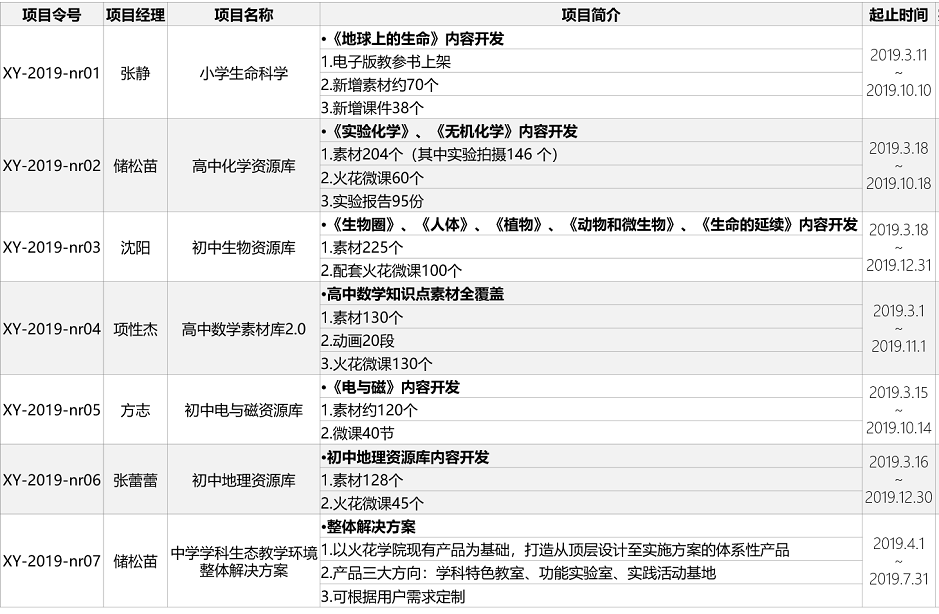 项目令号 项目经理 项目名称 项目简介 起止时间
XY-2019-nr01 张静 小学生命科学
•《地球上的生命》内容开发
1.电子版教参书上架
2.新增素材约70个
3.新增课件38个
2019.3.11
~
2019.10.10
XY-2019-nr02 储松苗 高中化学资源库
•《实验化学》、《无机化学》内容开发
1.素材204个（其中实验拍摄146 个）
2.火花微课60个
3.实验报告95份
2019.3.18
~
2019.10.18
XY-2019-nr03 沈阳 初中生物资源库
•《生物圈》、《人体》、《植物》、《动物和微生物》、《生命的延续》内容开发
1.素材225个
2.配套火花微课100个
2019.3.18
~
2019.12.31
XY-2019-nr04 项性杰 高中数学素材库2.0
•高中数学知识点素材全覆盖
1.素材130个
2.动画20段
3.火花微课130个
2019.3.1
~
2019.11.1
XY-2019-nr05 方志 初中电与磁资源库
•《电与磁》内容开发
1.素材约120个
2.微课40节
2019.3.15
~
2019.10.14
XY-2019-nr06 张蕾蕾 初中地理资源库
•初中地理资源库内容开发
1.素材128个
2.火花微课45个
2019.3.16
~
2019.12.30
XY-2019-nr07 储松苗 中学学科生态教学环境
整体解决方案
•整体解决方案
1.以火花学院现有产品为基础，打造从顶层设计至实施方案的体系性产品
2.产品三大方向：学科特色教室、功能实验室、实践活动基地
3.可根据用户需求定制
2019.4.1
~
2019.7.31